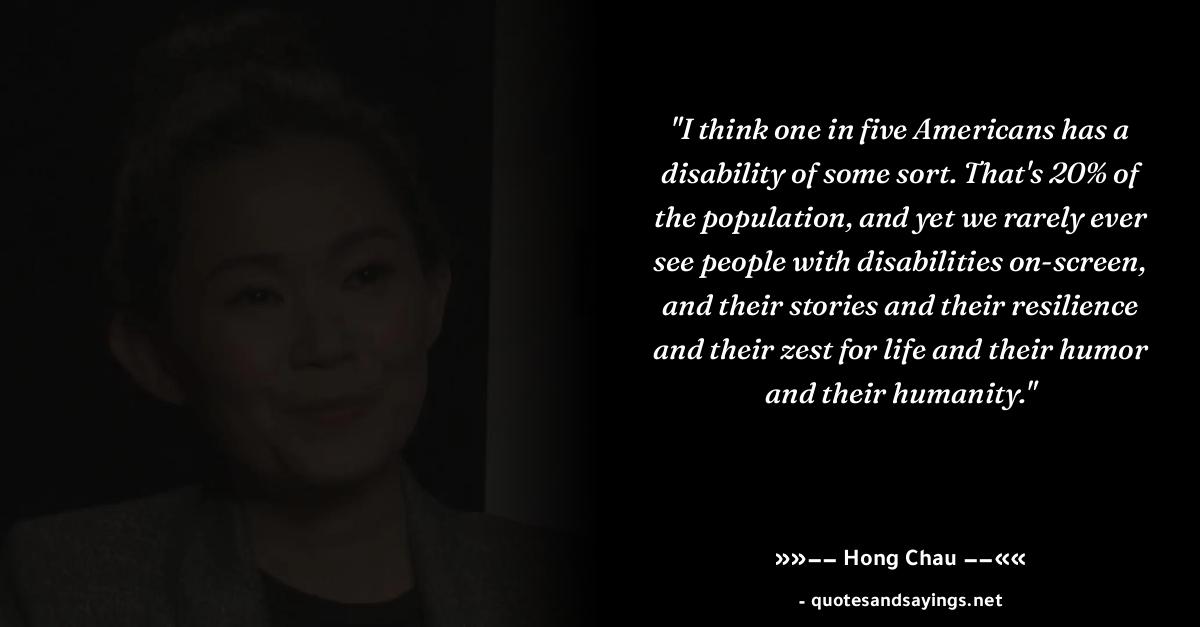 "I think one in five Americans has a
disability of some sort. That's 20% of
the population, and yet we rarely ever
see people with disabilities on-screen,
and their stories and their resilience
and their zest for life and their humor
and their humanity."
»»−− Hong Chau −−««
- quotesandsayings.net